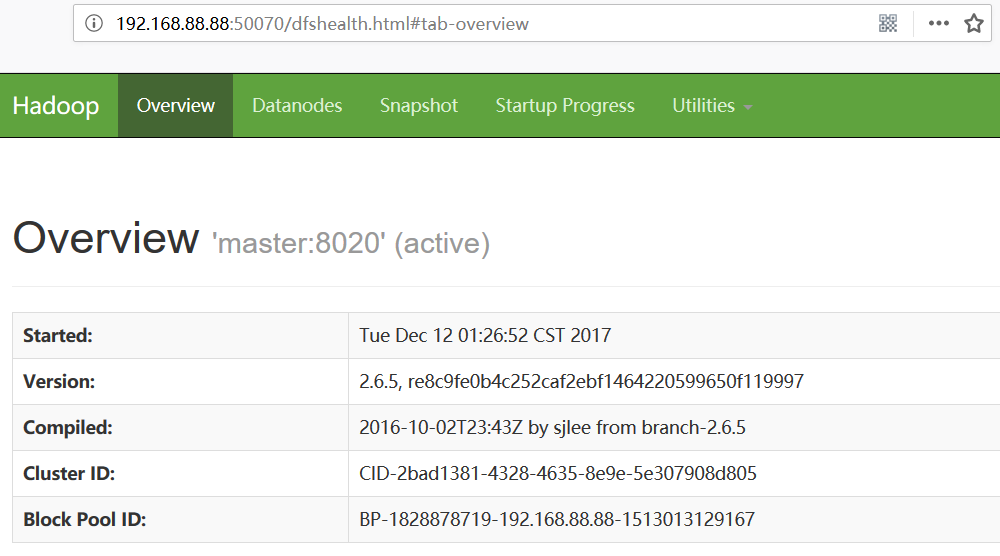 192.168.88.88:50070/dfshealth.html#tab-overview
Hadoop Overview Datanodes Snapshot Startup Progress Utilities
Overview 'master:8020' (active)
Started: Tue Dec 12 01:26:52 CST 2017
Version: 2.6.5, re8c9fe0b4c252caf2ebf1464220599650f119997
Compiled: 2016-10-02T23:43Z by sjlee from branch-2.6.5
Cluster ID: CID-2bad1381-4328-4635-8e9e-5e307908d805
Block Pool ID: BP-1828878719-192.168.88.88-1513013129167